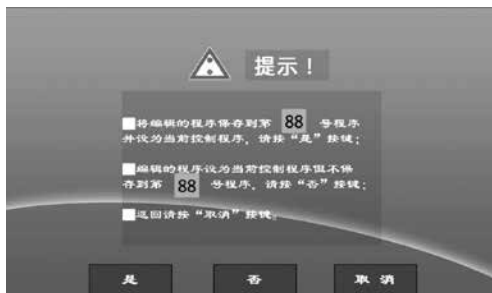 提示！
■将编辑的程序保存到第 88 号程序
并设为当前控制程序，请按“是”按键；
■编辑的程序设为当前控制程序但不保
存到第 88 号程序，请按“否”按键；
■返回请按“取消”按键。
是 否 取消